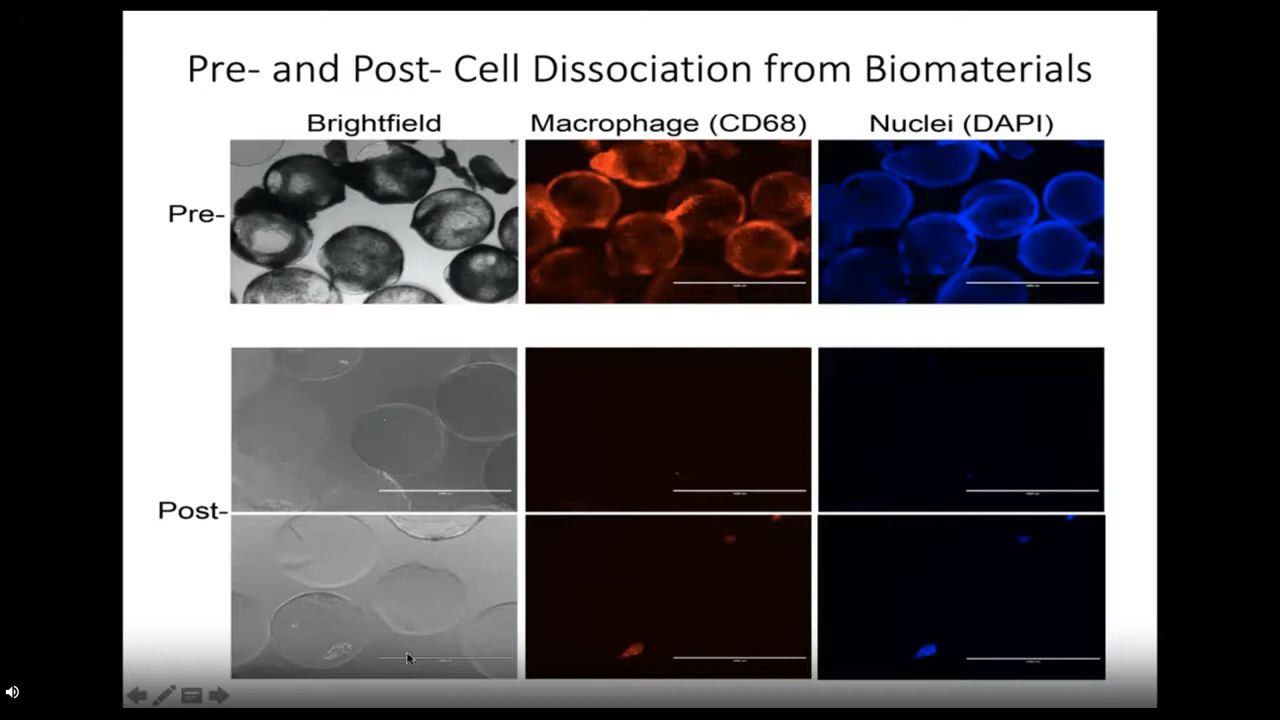 Pre- and Post- Cell Dissociation from Biomaterials
Brightfield
Macrophage (CD68)
Nuclei (DAPI)
Pre-
Post-